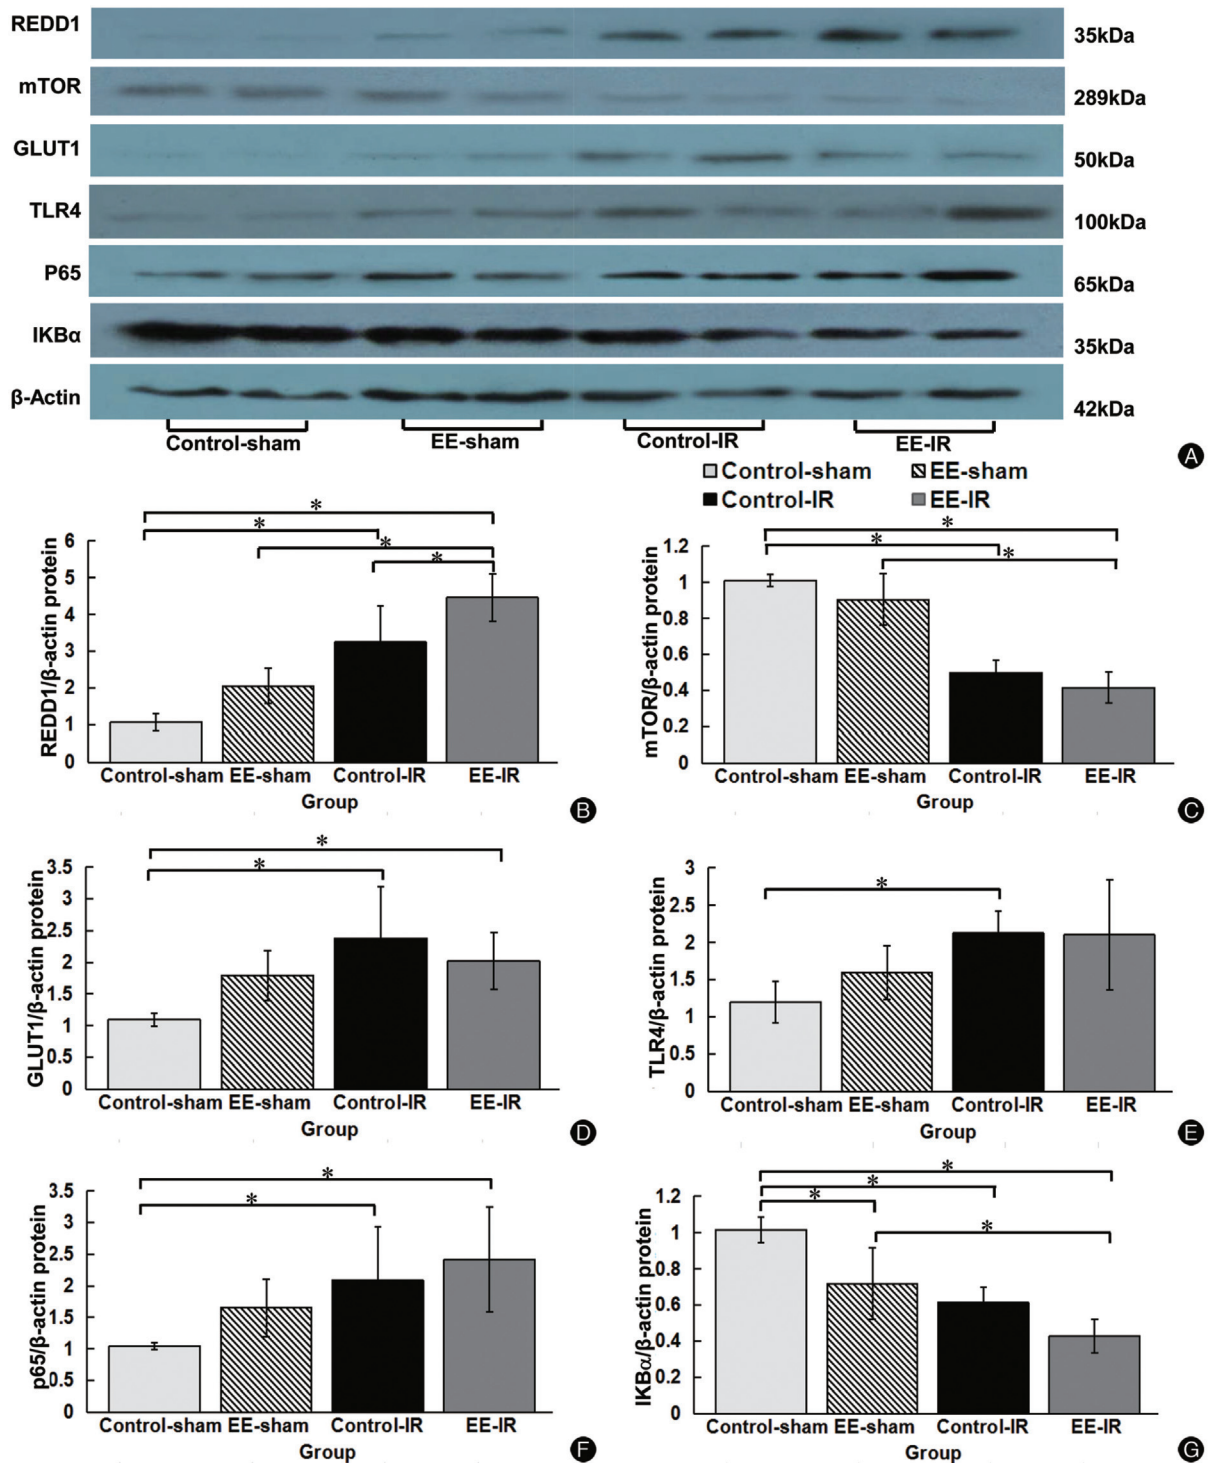 REDD1 35kDa
mTOR 289kDa
GLUT1 50kDa
TLR4 100kDa
P65 65kDa
IKBα 35kDa
β-Actin 42kDa
Control-sham EE-sham Control-IR EE-IR
A
Control-sham EE-sham
Control-IR EE-IR
* * * *
REDD1/β-actin protein
6
5
4
3
2
1
0
Control-sham EE-sham Control-IR EE-IR
Group
B
* * *
mTOR/β-actin protein
1.2
1
0.8
0.6
0.4
0.2
0
Control-sham EE-sham Control-IR EE-IR
Group
C
* *
GLUT1/β-actin protein
3.5
3
2.5
2
1.5
1
0.5
0
Control-sham EE-sham Control-IR EE-IR
Group
D
*
TLR4/β-actin protein
3
2.5
2
1.5
1
0.5
0
Control-sham EE-sham Control-IR EE-IR
Group
E
* *
p65/β-actin protein
3.5
3
2.5
2
1.5
1
0.5
0
Control-sham EE-sham Control-IR EE-IR
Group
F
* * * *
IKBα/β-actin protein
1.2
1
0.8
0.6
0.4
0.2
0
Control-sham EE-sham Control-IR EE-IR
Group
G